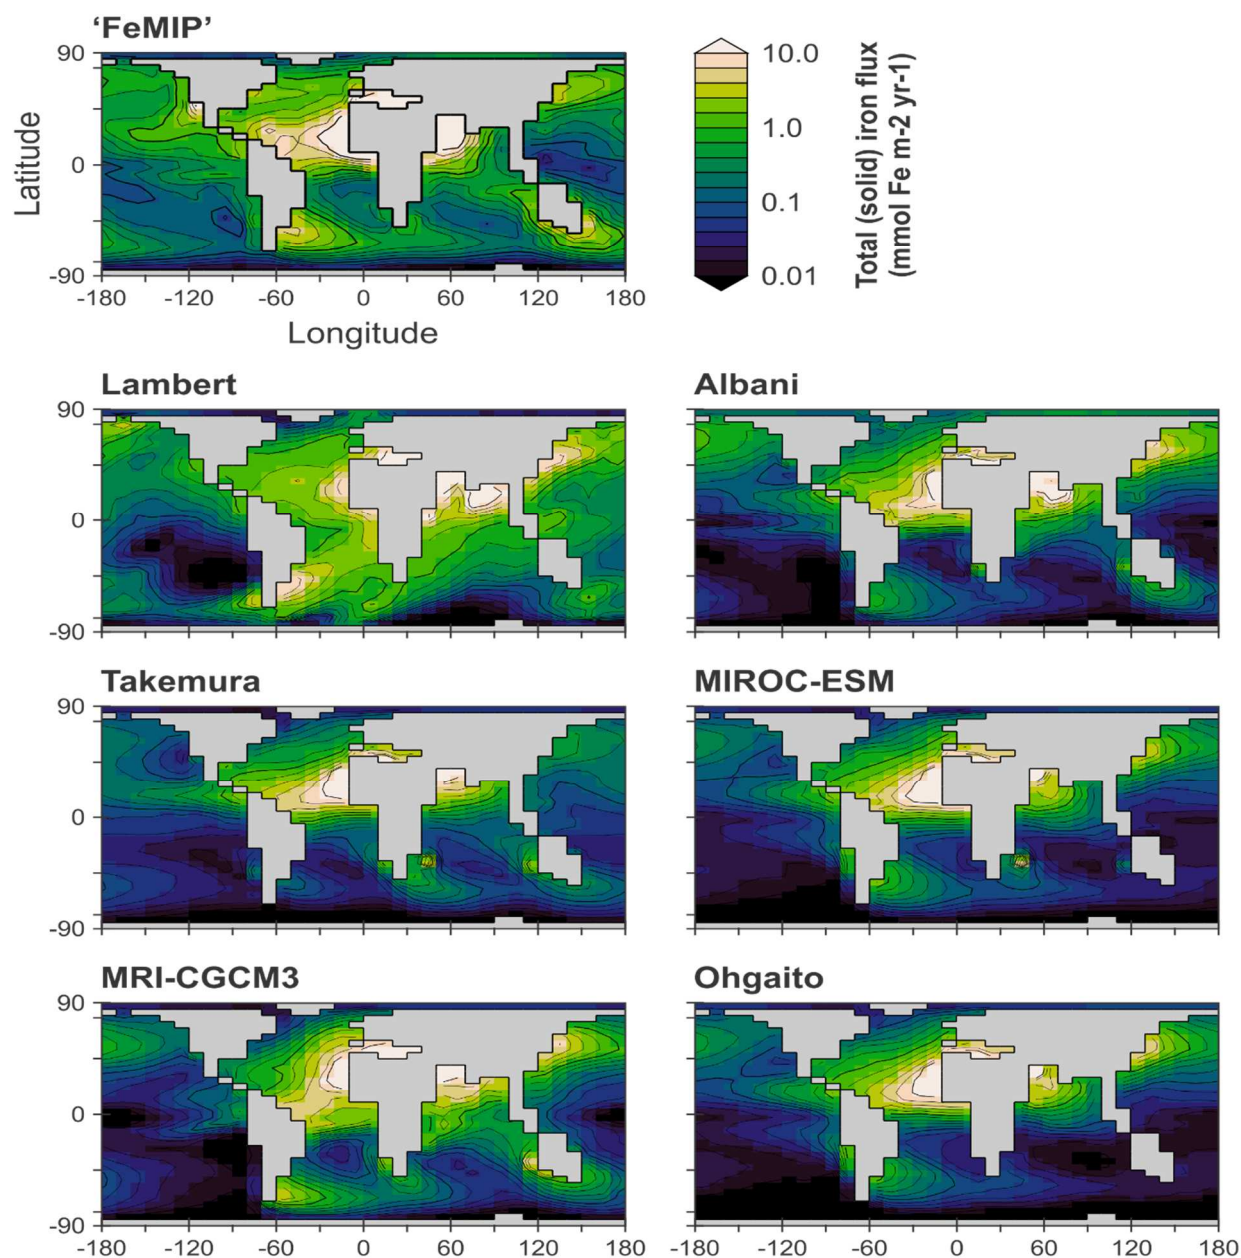 ‘FeMIP’
90
0
-90
Latitude
-180 -120 -60 0 60 120 180
Longitude
10.0
1.0
0.1
0.01
Total (solid) iron flux
(mmol Fe m-2 yr-1)
Lambert
90
0
-90
Albani
Takemura
90
0
-90
MIROC-ESM
MRI-CGCM3
90
0
-90
-180 -120 -60 0 60 120 180
Ohgaito
-180 -120 -60 0 60 120 180